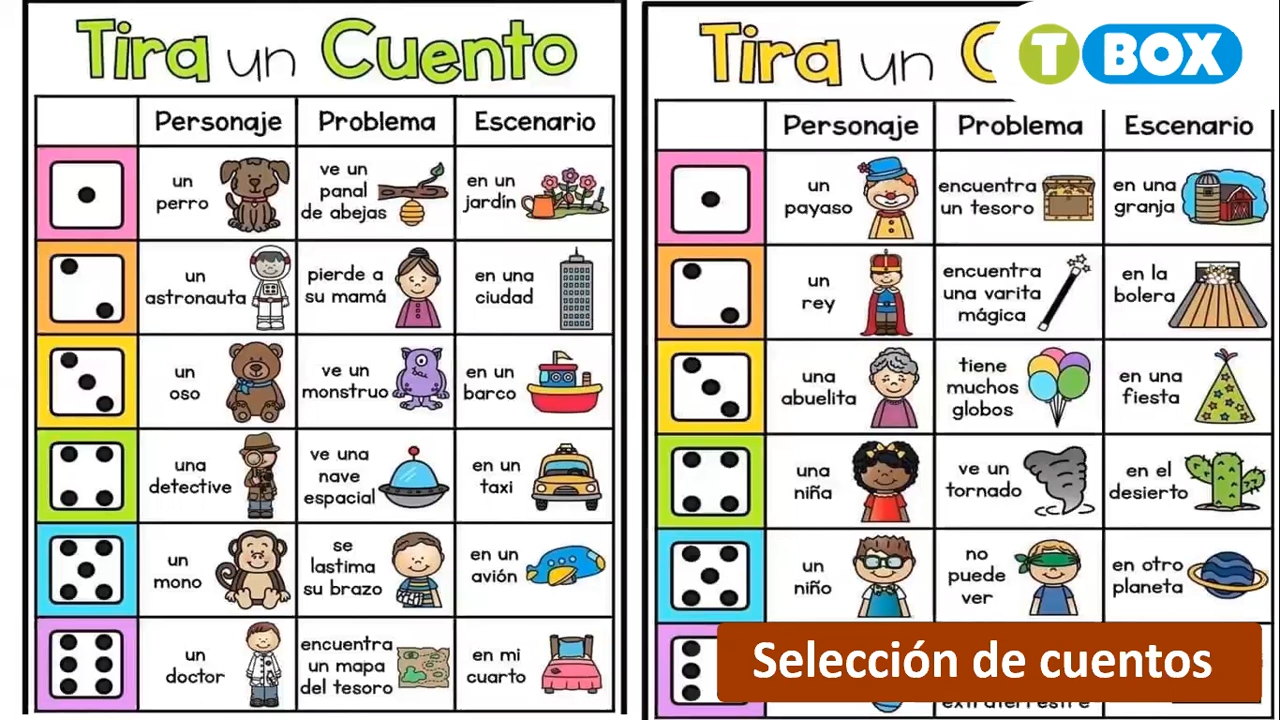 Tira un Cuento
Personaje Problema Escenario
un
perro
ve un
panal
de abejas
en un
jardín
un
astronauta
pierde a
su mamá
en una
ciudad
un
oso
ve un
monstruo
en un
barco
una
detective
ve una
nave
espacial
en un
taxi
un
mono
se
lastima
su brazo
en un
avión
un
doctor
encuentra
un mapa
del tesoro
en mi
cuarto
Tira un C
T BOX
Personaje Problema Escenario
un
payaso
encuentra
un tesoro
en una
granja
un
rey
encuentra
una varita
mágica
en la
bolera
una
abuelita
tiene
muchos
globos
en una
fiesta
una
niña
ve un
tornado
en el
desierto
un
niño
no
puede
ver
en otro
planeta
Selección de cuentos